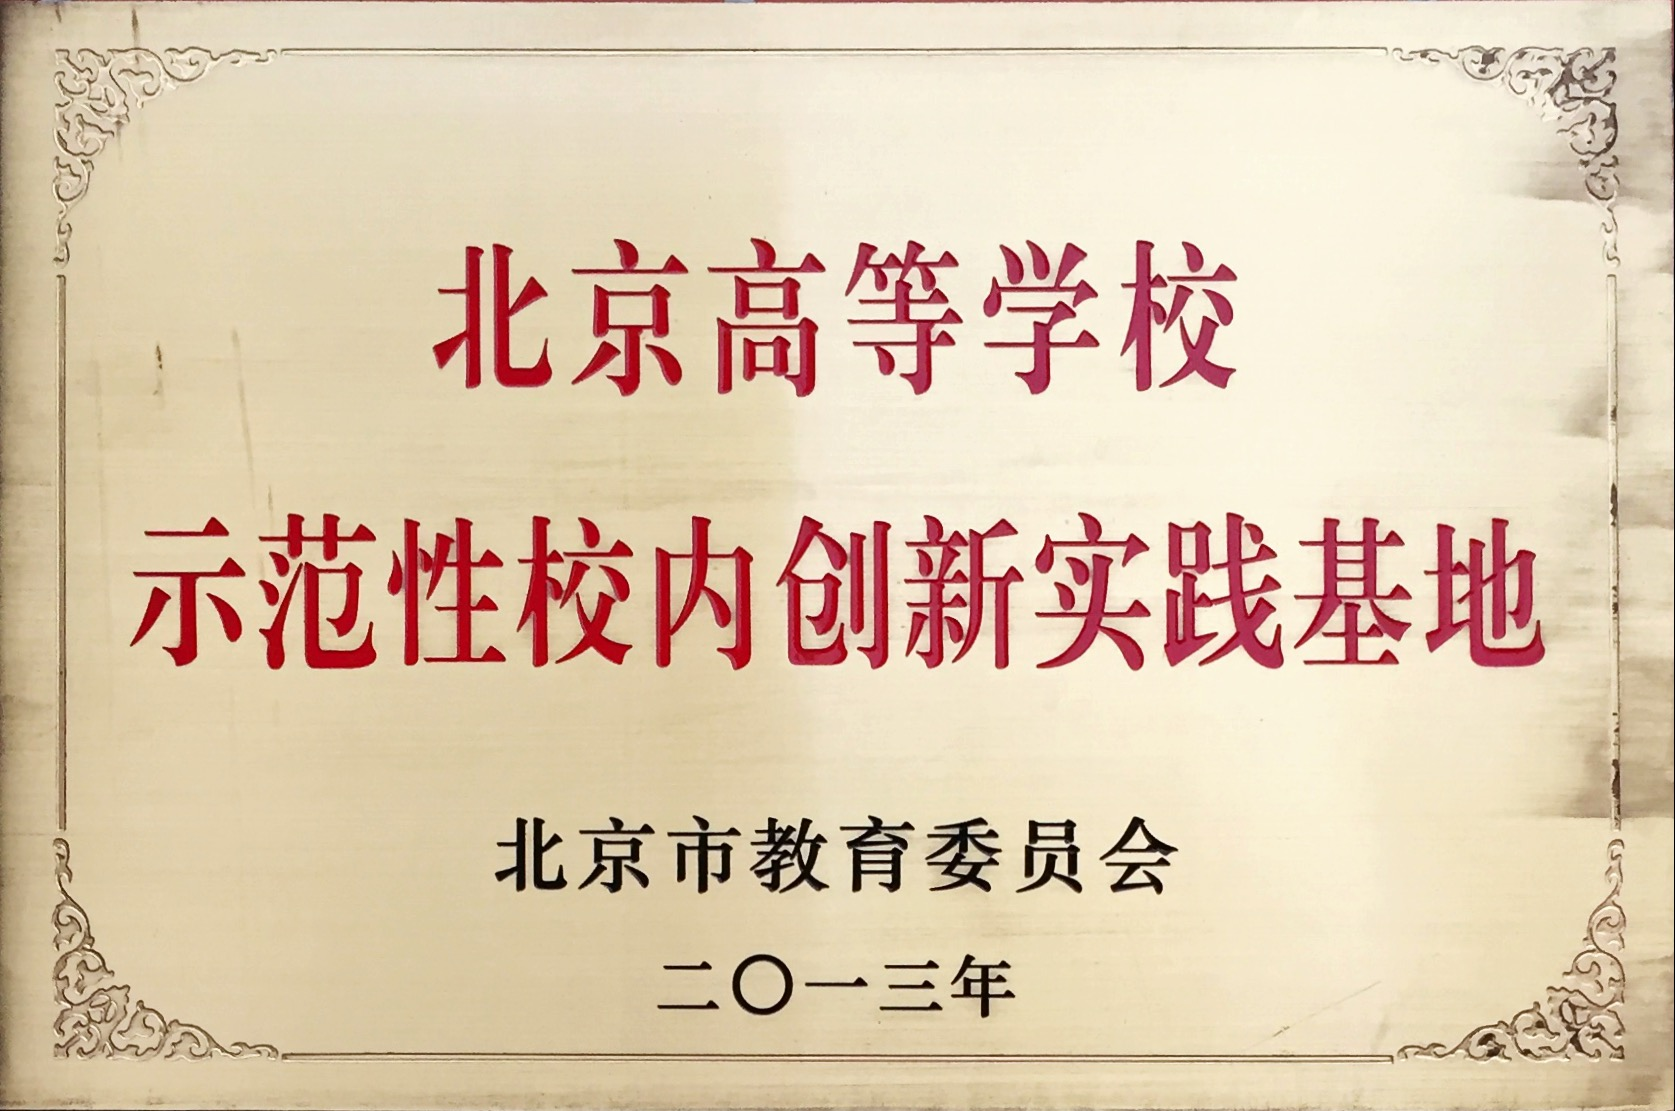 北京高等学校
示范性校内创新实践基地
北京市教育委员会
二〇一三年